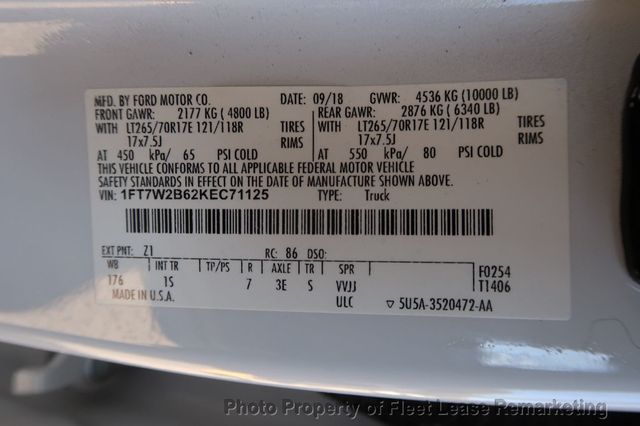 MFD. BY FORD MOTOR CO. DATE: 09/18 GVWR: 4536 KG (10000 LB)
FRONT GAWR: 2177 KG (4800 LB) REAR GAWR: 2876 KG (6340 LB)
WITH LT265/70R17E 121/118R TIRES WITH LT265/70R17E 121/118R TIRES
17x7.5J RIMS 17x7.5J RIMS
AT 450 kPa/ 65 PSI COLD AT 550 kPa/ 80 PSI COLD
THIS VEHICLE CONFORMS TO ALL APPLICABLE FEDERAL MOTOR VEHICLE
SAFETY STANDARDS IN EFFECT ON THE DATE OF MANUFACTURE SHOWN ABOVE.
VIN: 1FT7W2B62KEC71125 TYPE: Truck
EXT PNT: Z1 RC: 86 DSO:
WB INT TR TP/PS R AXLE TR SPR F0254
176 1S 7 3E S VVJJ T1406
MADE IN U.S.A. ULC ▽ 5U5A-3520472-AA
Photo Property of Fleet Lease Remarketing